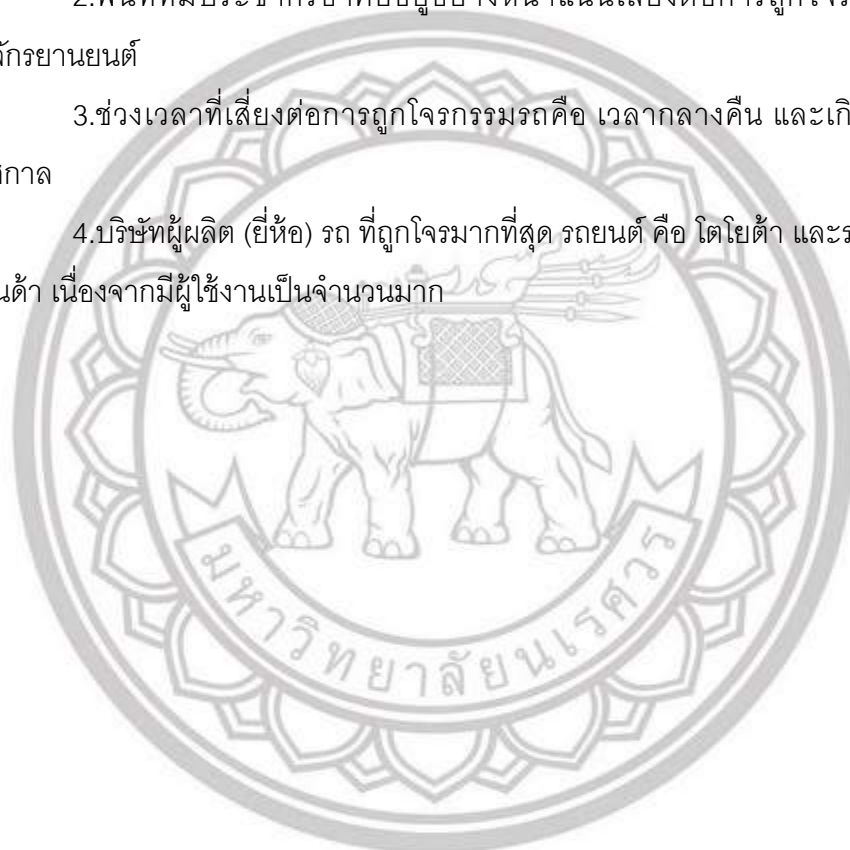 จักรยานยนต์
3.ช่วงเวลาที่เสี่ยงต่อการถูกโจรกรรมรถคือ เวลากลางคืน และเกิ
กาล
4.บริษัทผู้ผลิต (ยี่ห้อ) รถ ที่ถูกโจรมากที่สุด รถยนต์ คือ โตโยต้า และร
นด้า เนื่องจากมีผู้ใช้งานเป็นจำนวนมาก
มหาวิทยาลัยนเรศวร